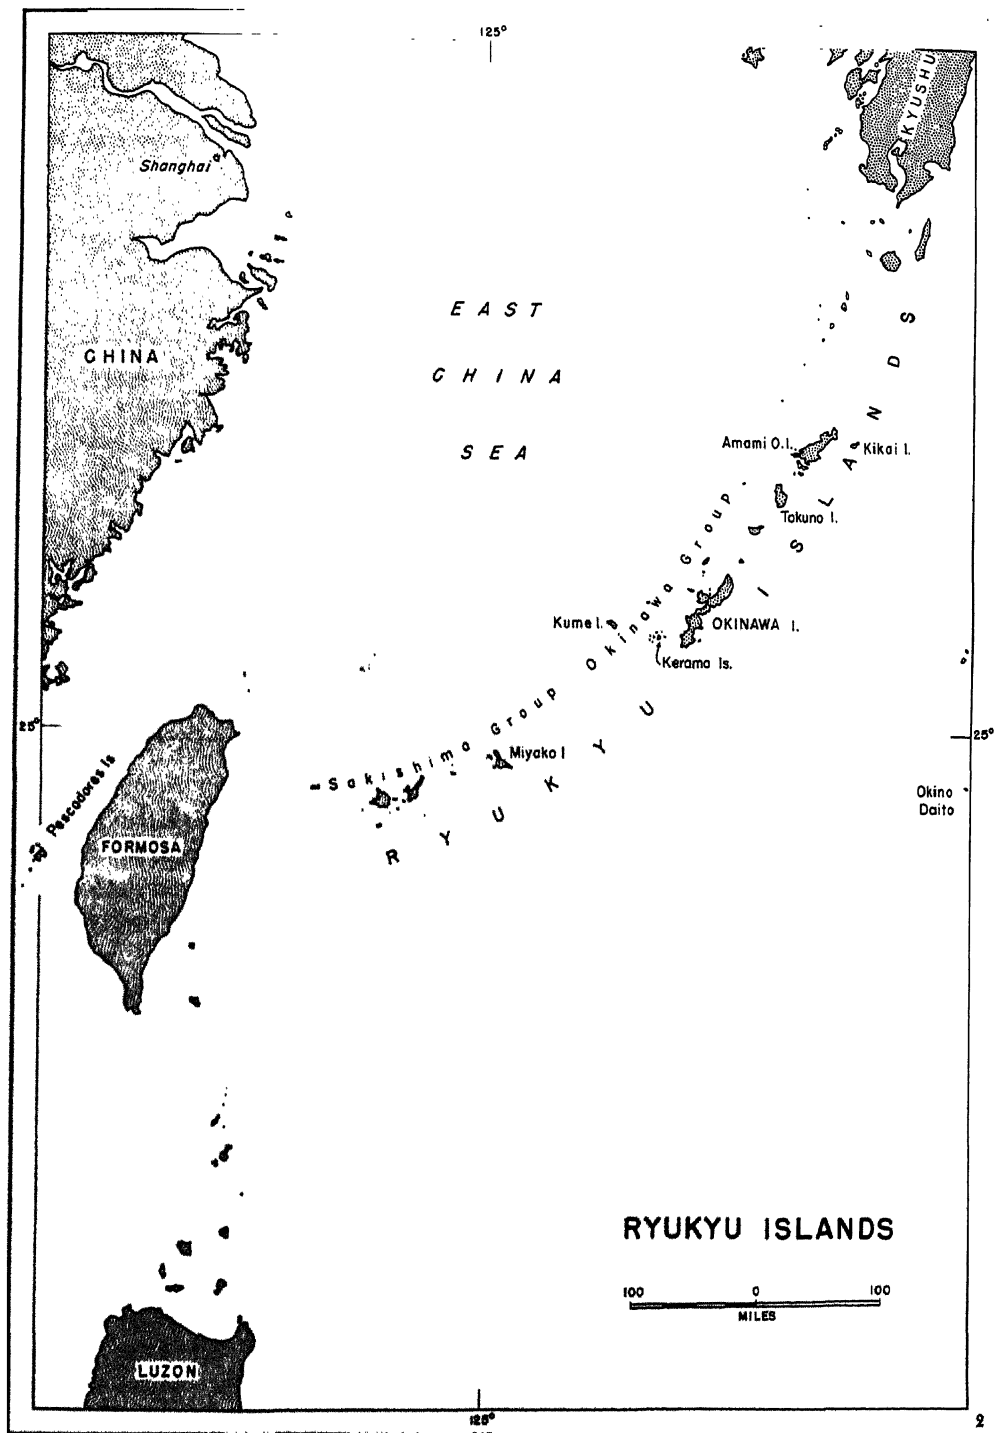 125°
KYUSHU
Shanghai
EAST
CHINA
CHINA
SEA
Amami O.I.
Kikai I.
Tokuno I.
Okinawa Group
OKINAWA I.
Kume I.
Kerama Is.
25°
25°
Sakishima Group
Miyako I
RYUKYU ISLANDS
Okino
Daito
Pescadores Is
FORMOSA
RYUKYU ISLANDS
100 0 100
MILES
LUZON
125°
2